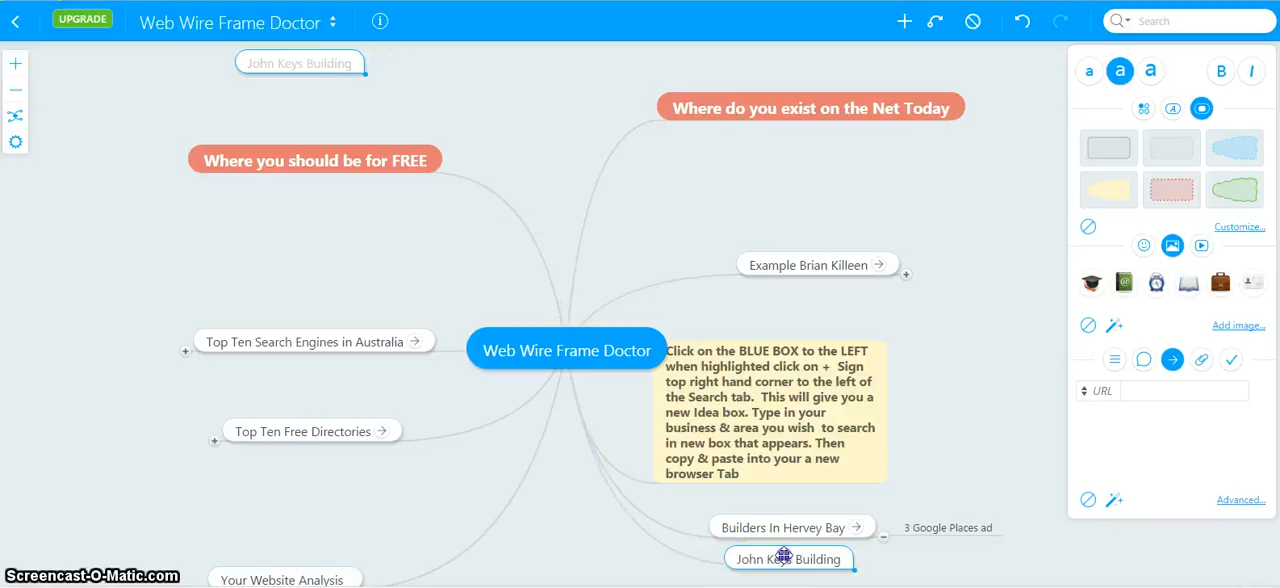 UPGRADE
Web Wire Frame Doctor
Search
John Keys Building
Where do you exist on the Net Today
Where you should be for FREE
Example Brian Killeen
Top Ten Search Engines in Australia
Web Wire Frame Doctor
Click on the BLUE BOX to the LEFT
when highlighted click on + Sign
top right hand corner to the left of
the Search tab. This will give you a
new Idea box. Type in your
business & area you wish to search
in new box that appears. Then
copy & paste into your a new
browser Tab
Top Ten Free Directories
Builders In Hervey Bay
3 Google Places ad
John Keys Building
Your Website Analysis
a a a B I
Customize...
Add image...
URL
Advanced...
Screencast-O-Matic.com